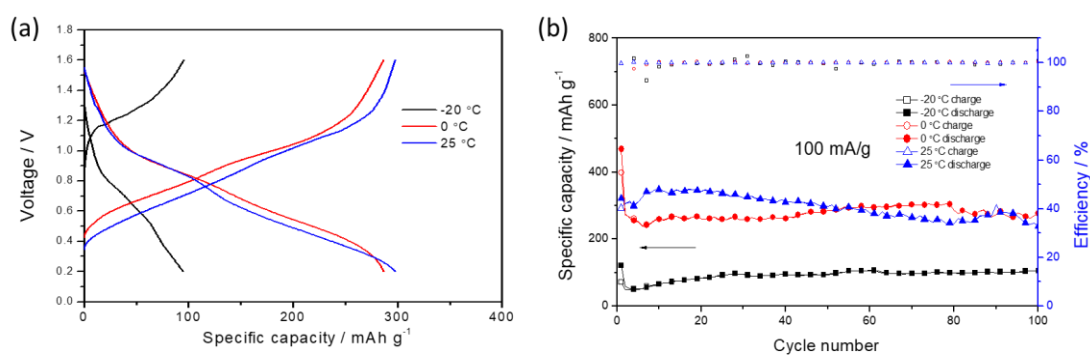 (a)
1.8
1.6
1.4
1.2
1.0
0.8
0.6
0.4
0.2
0.0
Voltage / V
-20 °C
0 °C
25 °C
0 100 200 300 400
Specific capacity / mAh g⁻¹
(b)
800
600
400
200
0
Specific capacity / mAh g⁻¹
-20 °C charge
-20 °C discharge
0 °C charge
0 °C discharge
25 °C charge
25 °C discharge
100 mA/g
100
80
60
40
20
0
Efficiency / %
0 20 40 60 80 100
Cycle number